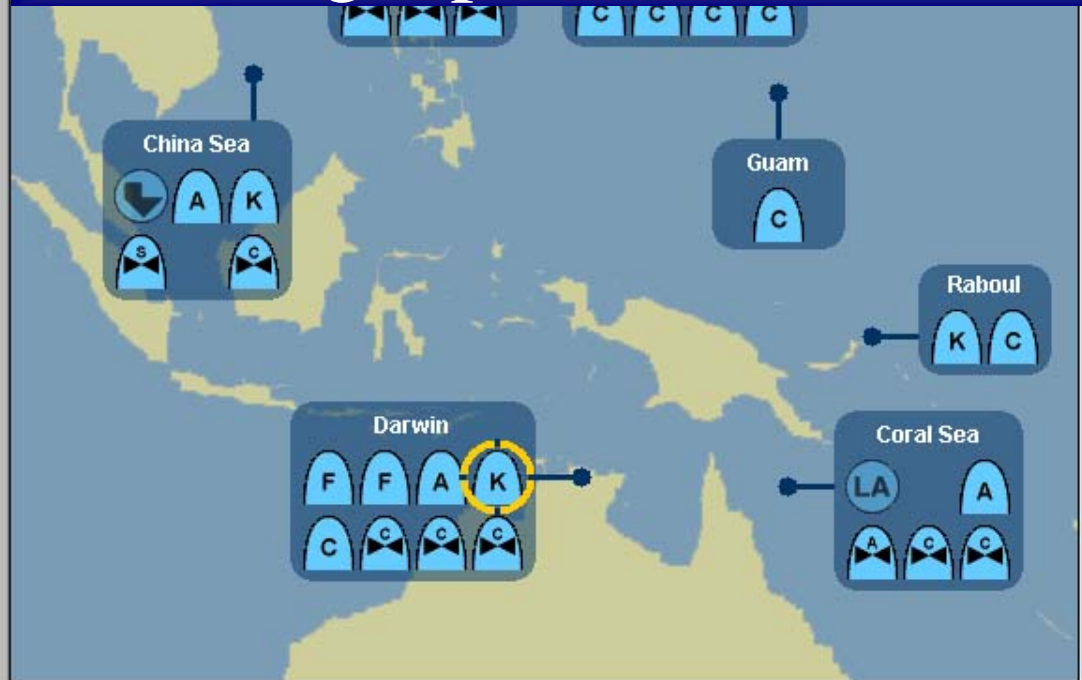 C C C C
China Sea
A K
S C
Guam
C
Raboul
K C
Darwin
F F A K
C C C C
Coral Sea
LA A
A C C